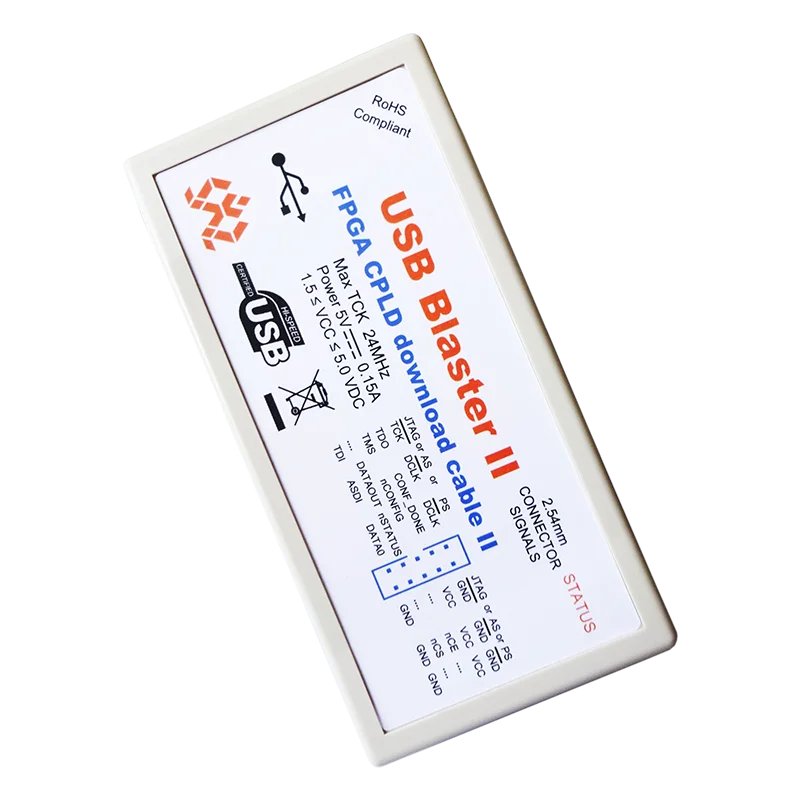 RoHS
Compliant
USB Blaster II
FPGA CPLD download cable II
Max TCK 24MHz
Power 5V 0.15A
1.5 ≤ VCC ≤ 5.0 VDC
CERTIFIED
HI-SPEED
USB
2.54mm
CONNECTOR
SIGNALS
STATUS
JTAG or AS or PS
TCK DCLK DCLK
TDO CONF_DONE
TMS nCONFIG
.... DATAOUT nSTATUS
TDI ASDI DATA0
JTAG or AS or PS
GND GND GND
VCC VCC VCC
.... nCE ....
.... nCS ....
GND GND GND